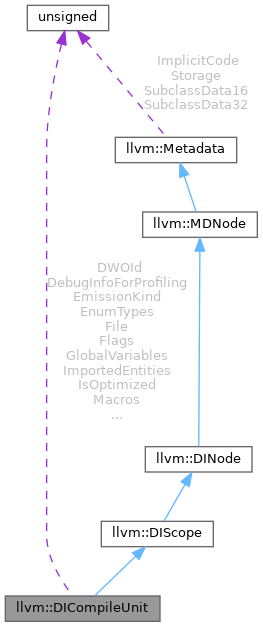 unsigned
ImplicitCode
Storage
SubclassData16
SubclassData32
llvm::Metadata
llvm::MDNode
DWOId
DebugInfoForProfiling
EmissionKind
EnumTypes
File
Flags
GlobalVariables
ImportedEntities
IsOptimized
Macros
...
llvm::DINode
llvm::DIScope
llvm::DICompileUnit